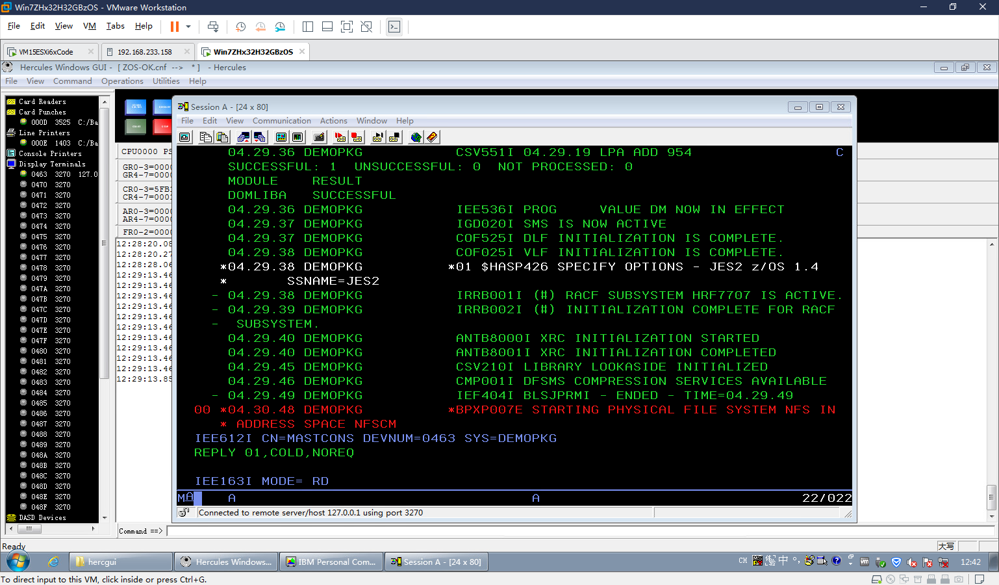 Win7ZHx32H32GBzOS - VMware Workstation
File Edit View VM Tabs Help
VM15ESXi6xCode 192.168.233.158 Win7ZHx32H32GBzOS
Hercules Windows GUI - [ ZOS-OK.cnf --> * ] - Hercules
File View Command Operations Utilities Help
Card Readers
Card Punches
000D 3525 C:/Ba
Line Printers
000E 1403 C:/Ba
Console Printers
Display Terminals
0463 3270 127.0
0470 3270
0471 3270
0472 3270
0473 3270
0474 3270
0475 3270
0476 3270
0477 3270
0478 3270
0479 3270
047A 3270
047B 3270
047C 3270
047D 3270
047E 3270
047F 3270
0480 3270
0481 3270
0482 3270
0483 3270
0484 3270
0485 3270
0486 3270
0487 3270
0488 3270
0489 3270
048A 3270
048B 3270
048C 3270
048D 3270
048E 3270
048F 3270
DASD Devices
CPU0000 PS
GR0-3=0000
GR4-7=0000
CR0-3=5FB1
CR4-7=0001
AR0-3=0000
AR4-7=0000
FR0-2=0000
12:28:20.08
12:28:20.27
12:28:28.06
12:29:13.46
12:29:13.46
12:29:13.46
12:29:13.46
12:29:13.46
12:29:13.46
12:29:13.46
12:29:13.46
12:29:13.46
12:29:13.46
12:29:13.85
Session A - [24 x 80]
File Edit View Communication Actions Window Help
04.29.36 DEMOPKG CSV551I 04.29.19 LPA ADD 954 C
SUCCESSFUL: 1 UNSUCCESSFUL: 0 NOT PROCESSED: 0
MODULE RESULT
DOMLIBA SUCCESSFUL
04.29.36 DEMOPKG IEE536I PROG VALUE DM NOW IN EFFECT
04.29.37 DEMOPKG IGD020I SMS IS NOW ACTIVE
04.29.37 DEMOPKG COF525I DLF INITIALIZATION IS COMPLETE.
04.29.38 DEMOPKG COF025I VLF INITIALIZATION IS COMPLETE.
*04.29.38 DEMOPKG *01 $HASP426 SPECIFY OPTIONS - JES2 z/OS 1.4
* SSNAME=JES2
- 04.29.38 DEMOPKG IRRB001I (#) RACF SUBSYSTEM HRF7707 IS ACTIVE.
- 04.29.39 DEMOPKG IRRB002I (#) INITIALIZATION COMPLETE FOR RACF
- SUBSYSTEM.
04.29.40 DEMOPKG ANTB8000I XRC INITIALIZATION STARTED
04.29.40 DEMOPKG ANTB8001I XRC INITIALIZATION COMPLETED
04.29.45 DEMOPKG CSV210I LIBRARY LOOKASIDE INITIALIZED
04.29.46 DEMOPKG CMP001I DFSMS COMPRESSION SERVICES AVAILABLE
- 04.29.49 DEMOPKG IEF404I BLSJPRMI - ENDED - TIME=04.29.49
00 *04.30.48 DEMOPKG *BPXP007E STARTING PHYSICAL FILE SYSTEM NFS IN
* ADDRESS SPACE NFSCM
IEE612I CN=MASTCONS DEVNUM=0463 SYS=DEMOPKG
REPLY 01,COLD,NOREQ
IEE163I MODE= RD
MA A A 22/022
Connected to remote server/host 127.0.0.1 using port 3270
Command ==>
Ready 大写
hercgui Hercules Windows... IBM Personal Com... Session A - [24 x 80] CH 中 12:42
To direct input to this VM, click inside or press Ctrl+G.